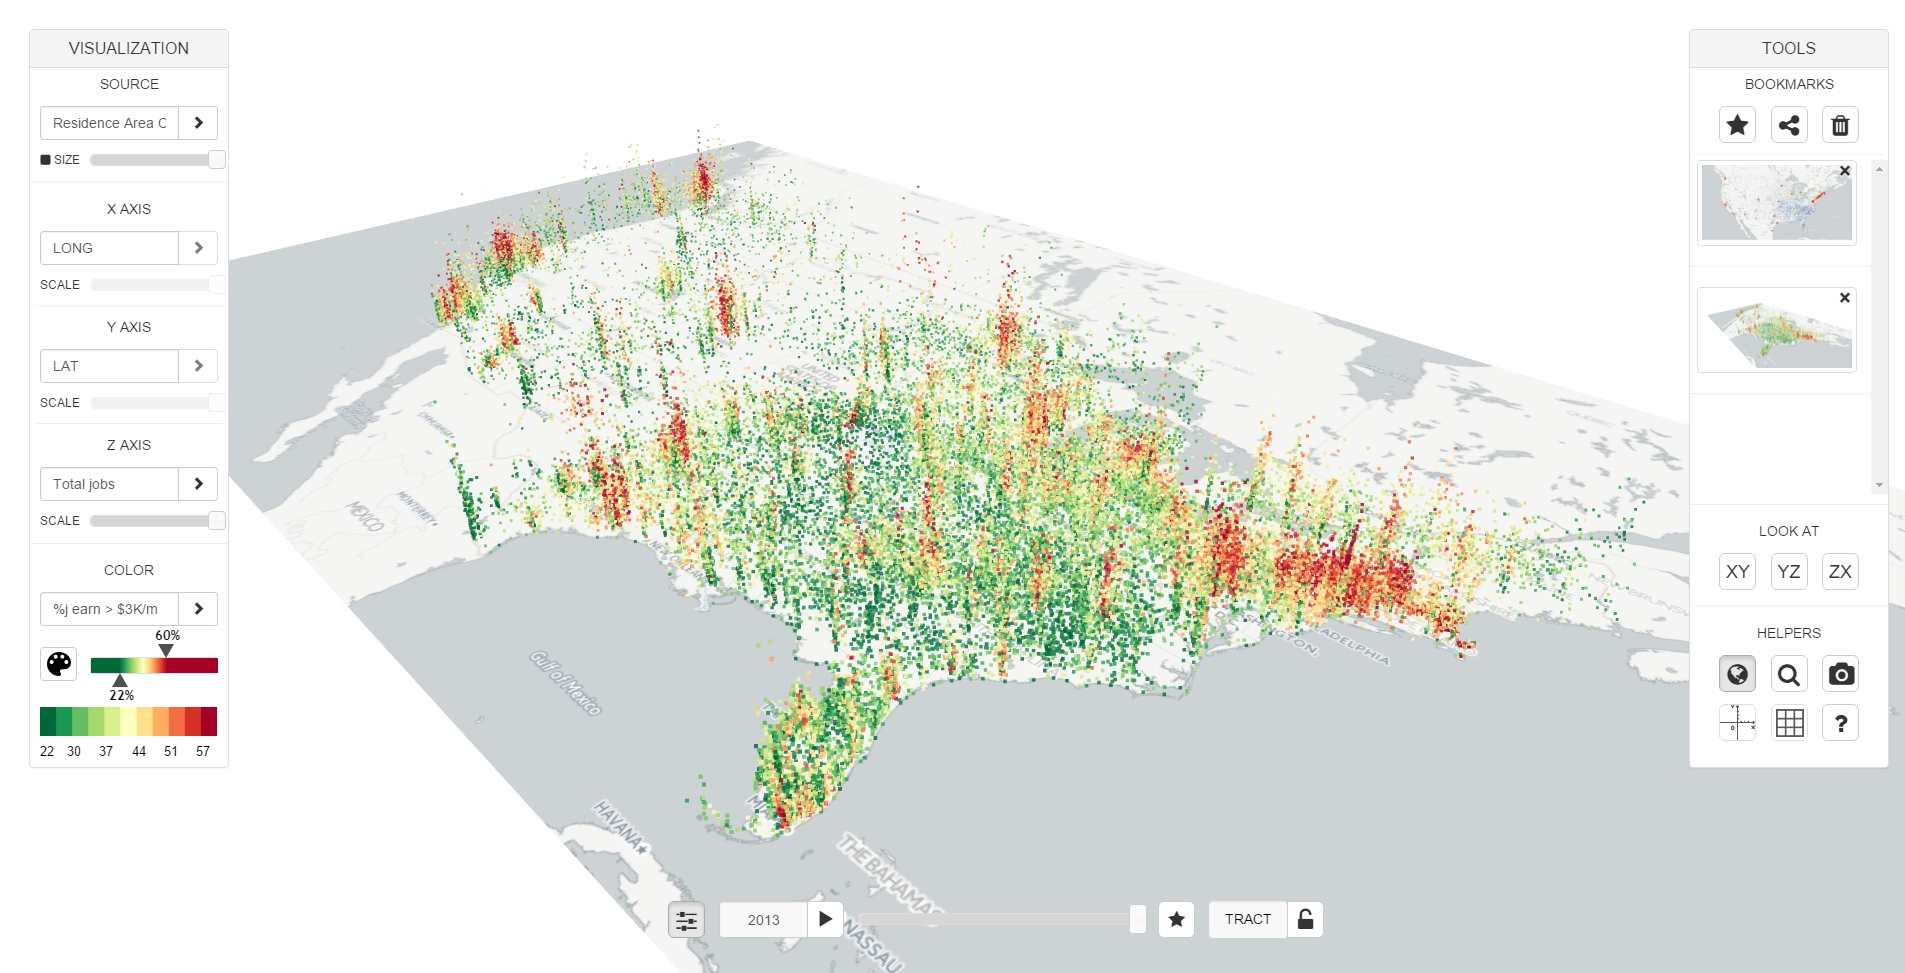 VISUALIZATION
SOURCE
Residence Area C
SIZE
X AXIS
LONG
SCALE
Y AXIS
LAT
SCALE
Z AXIS
Total jobs
SCALE
COLOR
%j earn > $3K/m
60%
22%
22 30 37 44 51 57
MEXICO
MONTERREY
Gulf of Mexico
HAVANA
THE BAHAMAS
NASSAU
PHILADELPHIA
2013
TRACT
TOOLS
BOOKMARKS
LOOK AT
XY YZ ZX
HELPERS
?